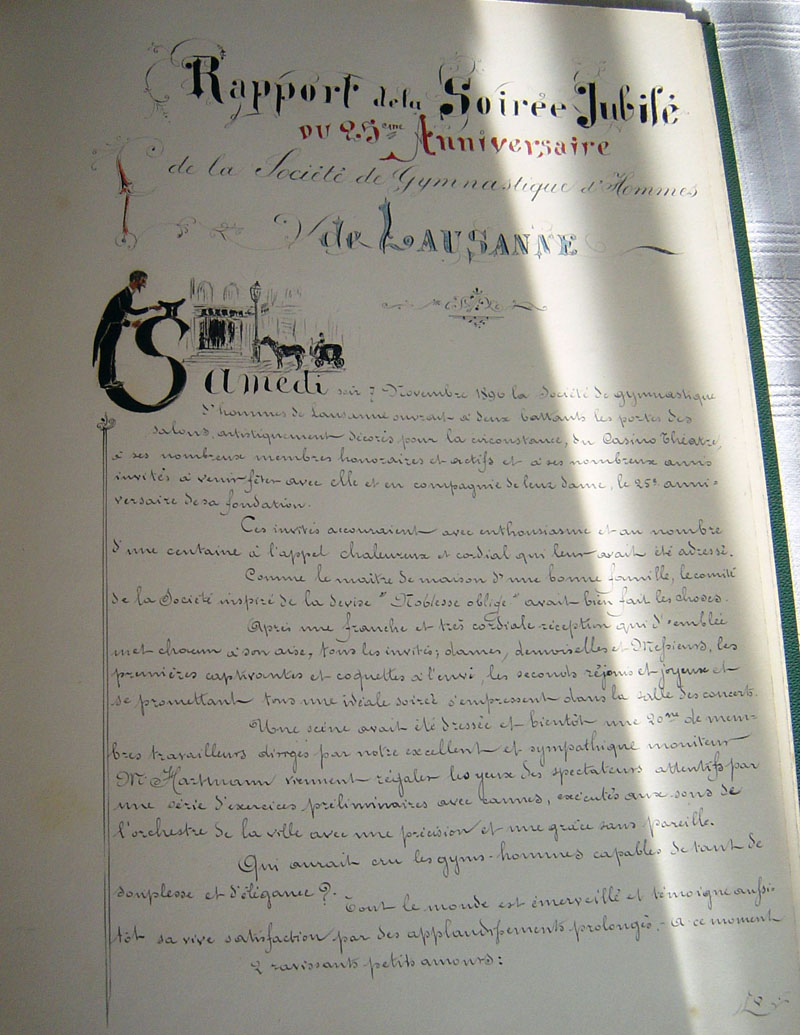 Rapport de la Soirée Jubilé
du 25eme Anniversaire
de la Société de Gymnastique d'Hommes
de Lausanne
Samedi soir 7 Novembre 1896 la Société de gymnastique
d'hommes de Lausanne ouvrait à deux battants les portes des
salons, artistiquement décorés pour la circonstance, du Casino Théâtre,
à ses nombreux membres honoraires et actifs et à ses nombreux amis
invités à venir fêter avec elle et en compagnie de leur dame, le 25e anni-
versaire de sa fondation.
Ces invités accouraient avec enthousiasme et au nombre
d'une centaine à l'appel chaleureux et cordial qui leur avait été adressé.
Comme le maître de maison d'une bonne famille, le comité
de la Société inspiré de la devise "Noblesse oblige" avait bien fait les choses.
Après une franche et très cordiale réception qui d'emblée
met chacun à son aise, tous les invités; dames, demoiselles et Messieurs, les
premières captivantes et coquettes à l'envi, les seconds réjouis et joyeux et
se promettant tous une idéale soirée s'empressent dans la salle des concerts.
Une scène avait été dressée et bientôt une 20ne de mem-
bres travailleurs dirigés par notre excellent et sympathique moniteur
Mr Hartmann viennent régaler les yeux des spectateurs attentifs par
une série d'exercices préliminaires avec cannes, exécutés aux sons de
l'orchestre de la ville avec une précision et une grâce sans pareille.
Qui aurait cru les gyms-hommes capables de tant de
souplesse et d'élégance?
Tout le monde est émerveillé et témoigne aussi-
tôt sa vive satisfaction par des applaudissements prolongés. - A ce moment
2 ravissants petits amours: